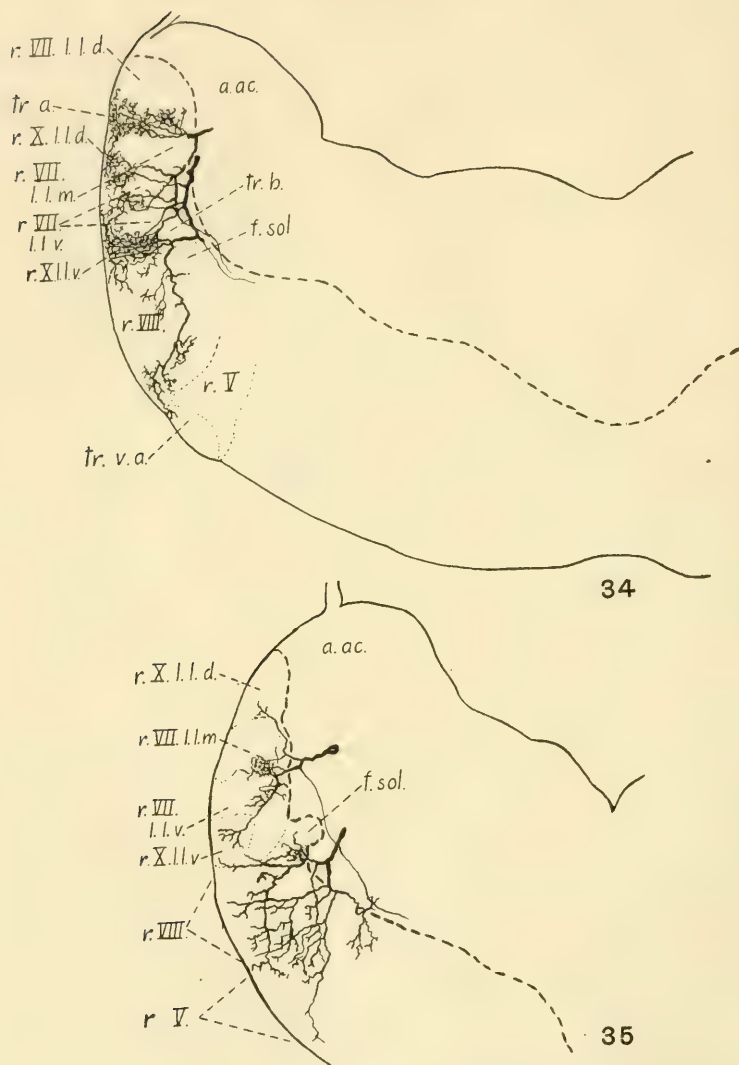 r. VII. l. l. d.
a. ac.
tr a.
r. X. l. l. d.
r. VII.
l. l. m.
tr. b.
r VII
l. l v.
f. sol
r. X. l. l v.
r. VIII.
r. V
tr. v. a.
34
a. ac.
r. X. l. l. d.
r. VII. l. l. m
f. sol.
r. VII.
l. l. v.
r. X. l. l v
r. VIII
r V.
35